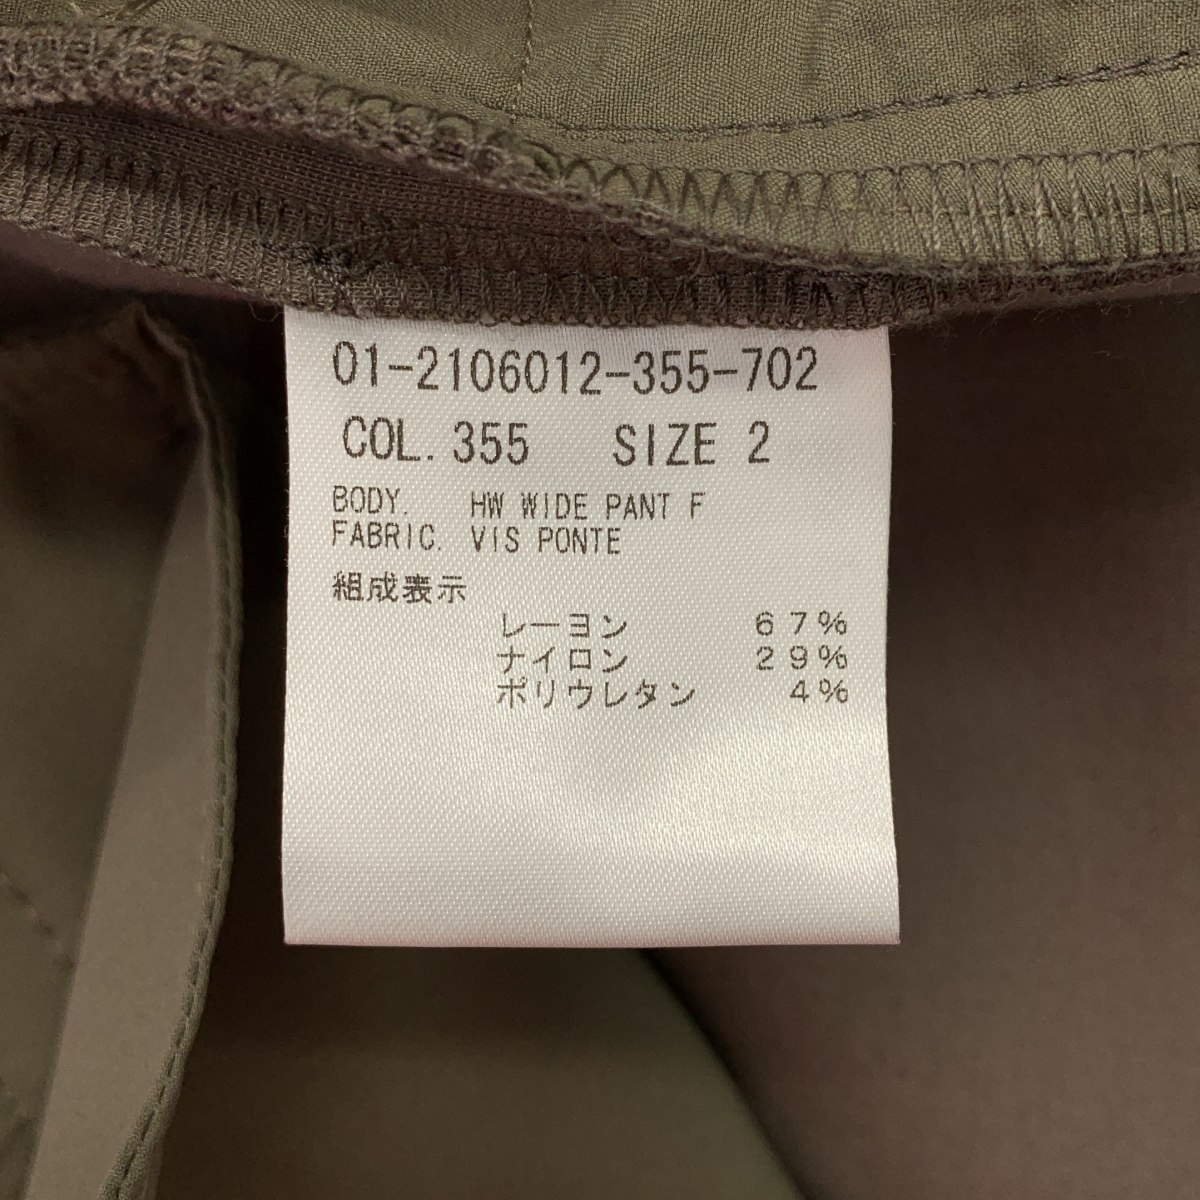 01-2106012-355-702
COL. 355 SIZE 2
BODY. HW WIDE PANT F
FABRIC. VIS PONTE
組成表示
レーヨン 67%
ナイロン 29%
ポリウレタン 4%